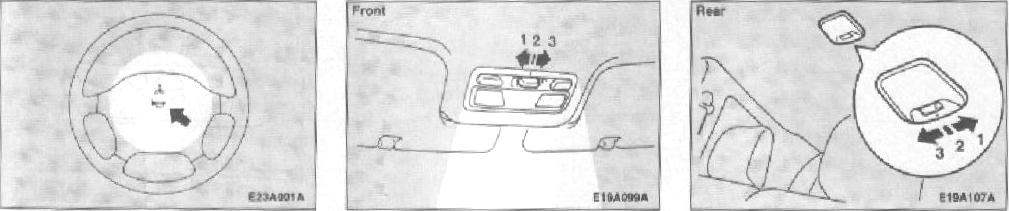 E23A001A
Front
1 2 3
E19A099A
Rear
3 2 1
E19A107A